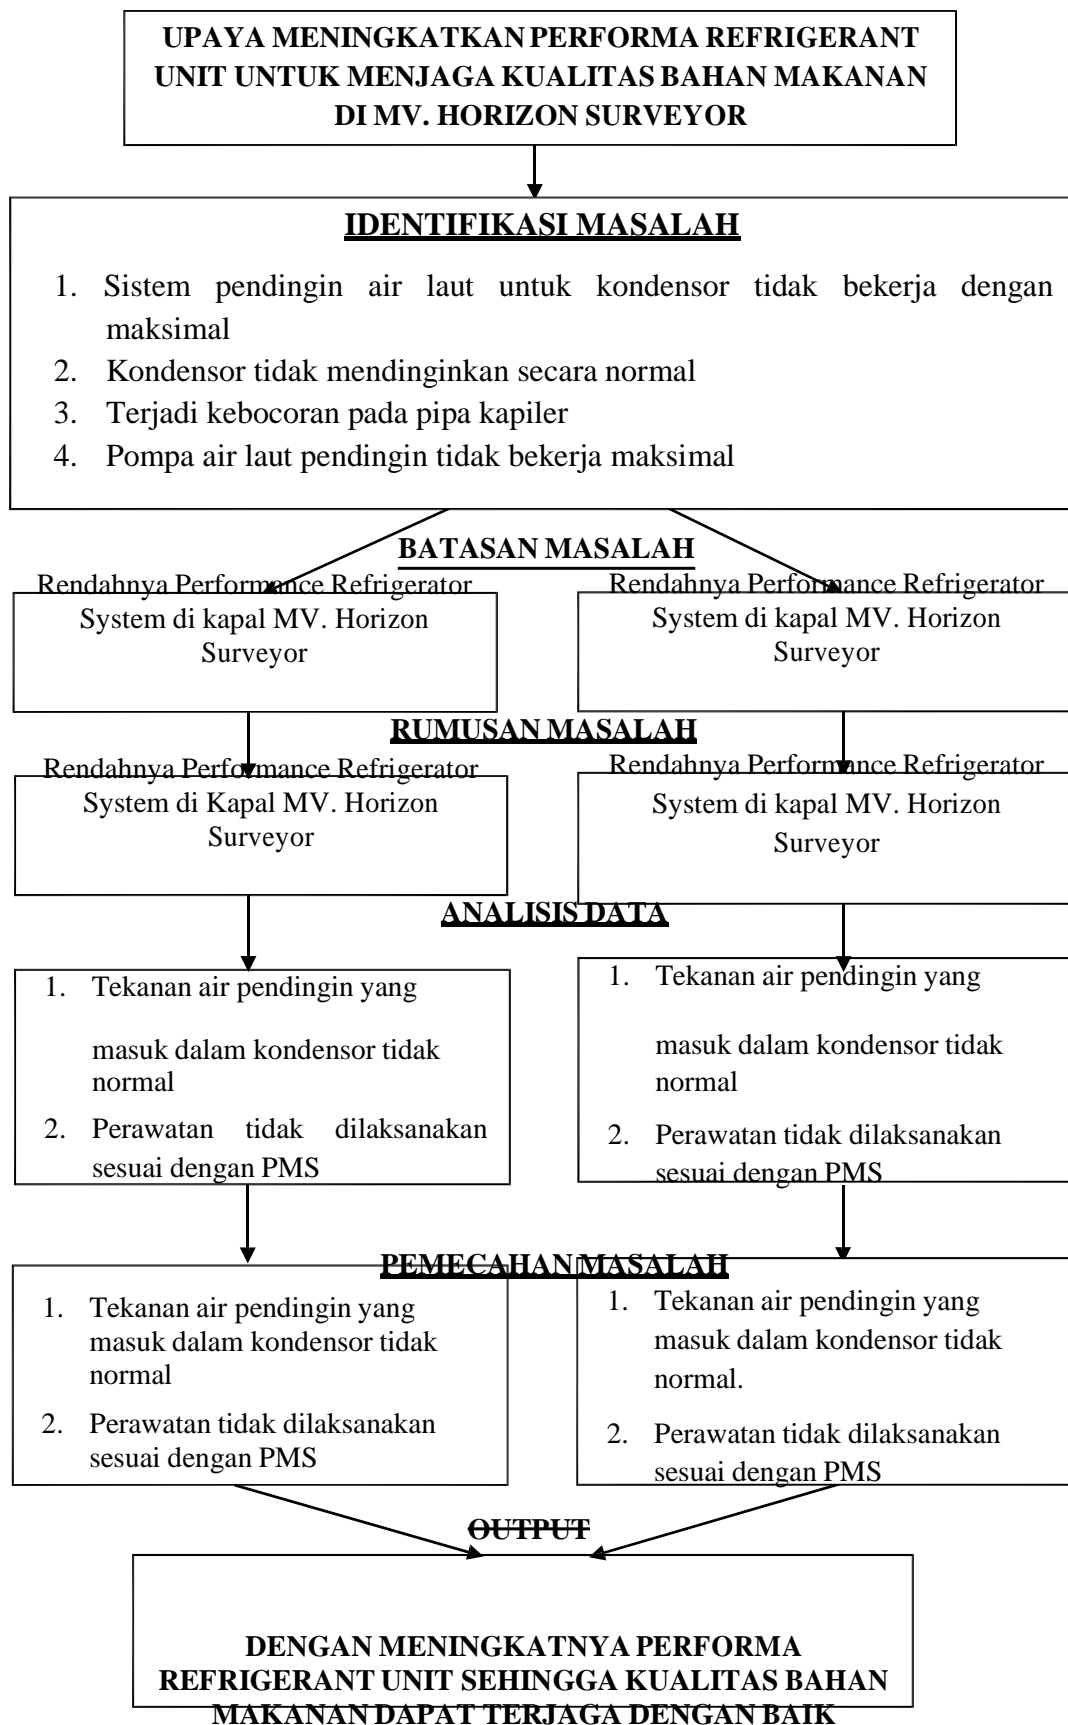 UPAYA MENINGKATKAN PERFORMA REFRIGERANT
UNIT UNTUK MENJAGA KUALITAS BAHAN MAKANAN
DI MV. HORIZON SURVEYOR
IDENTIFIKASI MASALAH
1. Sistem pendingin air laut untuk kondensor tidak bekerja dengan
maksimal
2. Kondensor tidak mendinginkan secara normal
3. Terjadi kebocoran pada pipa kapiler
4. Pompa air laut pendingin tidak bekerja maksimal
BATASAN MASALAH
Rendahnya Performance Refrigerator
System di kapal MV. Horizon
Surveyor
Rendahnya Performance Refrigerator
System di kapal MV. Horizon
Surveyor
RUMUSAN MASALAH
Rendahnya Performance Refrigerator
System di Kapal MV. Horizon
Surveyor
Rendahnya Performance Refrigerator
System di kapal MV. Horizon
Surveyor
ANALISIS DATA
1. Tekanan air pendingin yang
masuk dalam kondensor tidak
normal
2. Perawatan tidak dilaksanakan
sesuai dengan PMS
1. Tekanan air pendingin yang
masuk dalam kondensor tidak
normal
2. Perawatan tidak dilaksanakan
sesuai dengan PMS
PEMECAHAN MASALAH
1. Tekanan air pendingin yang
masuk dalam kondensor tidak
normal
2. Perawatan tidak dilaksanakan
sesuai dengan PMS
1. Tekanan air pendingin yang
masuk dalam kondensor tidak
normal.
2. Perawatan tidak dilaksanakan
sesuai dengan PMS
OUTPUT
DENGAN MENINGKATNYA PERFORMA
REFRIGERANT UNIT SEHINGGA KUALITAS BAHAN
MAKANAN DAPAT TERJAGA DENGAN BAIK